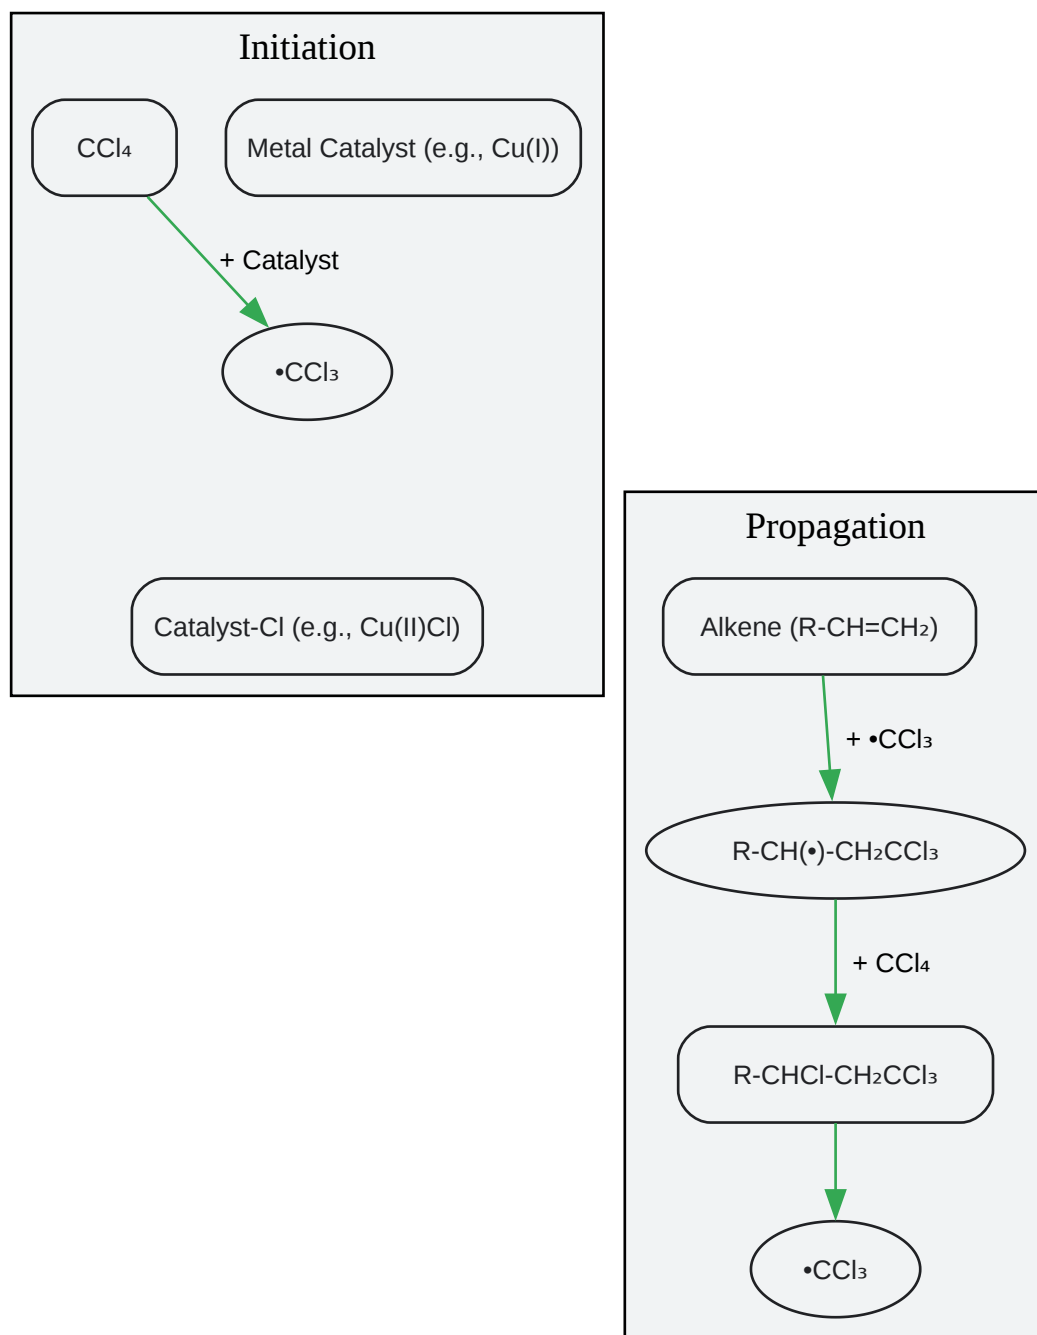 Initiation
CCl₄
Metal Catalyst (e.g., Cu(I))
+ Catalyst
•CCl₃
Catalyst-Cl (e.g., Cu(II)Cl)
Propagation
Alkene (R-CH=CH₂)
+ •CCl₃
R-CH(•)-CH₂CCl₃
+ CCl₄
R-CHCl-CH₂CCl₃
•CCl₃